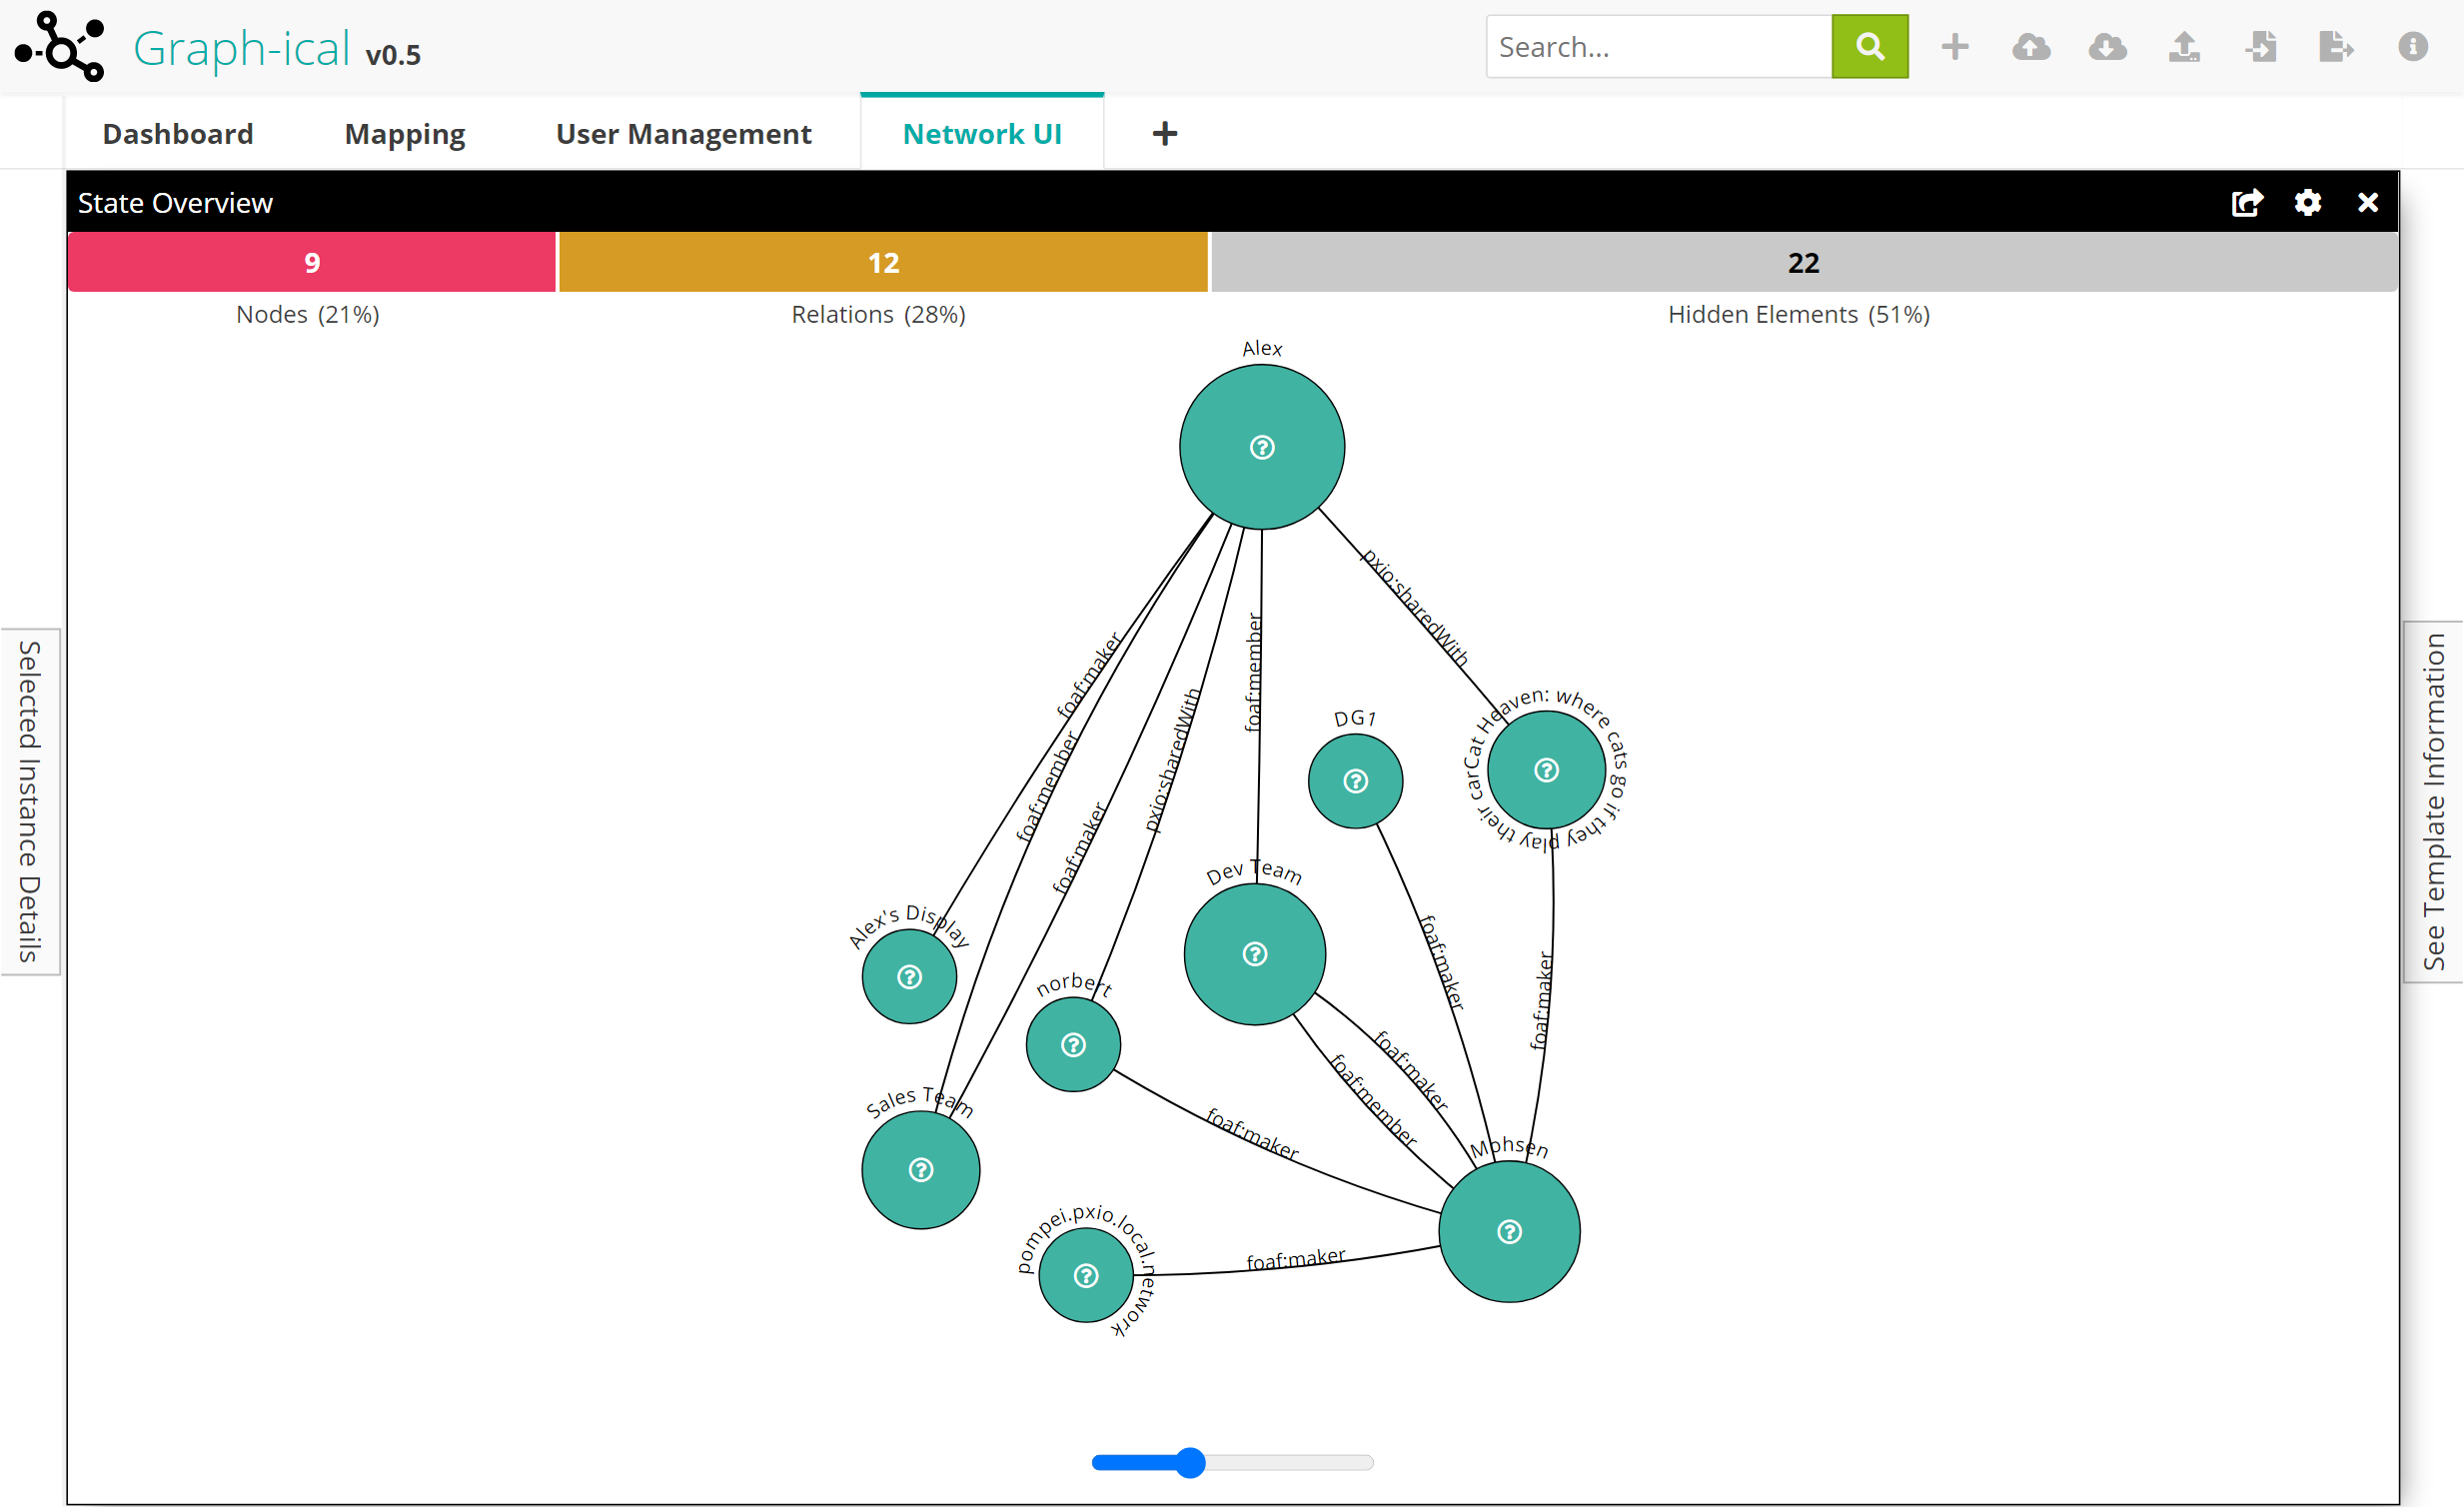 Graph-ical v0.5
Search...
Dashboard
Mapping
User Management
Network UI
State Overview
9
12
22
Nodes (21%)
Relations (28%)
Hidden Elements (51%)
Selected Instance Details
See Template Information
Alex
foaf:maker
foaf:member
foaf:maker
pxio:sharedWith
foaf:member
pxio:sharedWith
DG1
Cat Heaven: where cats go if they play their car
Alex's Display
norbert
Dev Team
Sales Team
foaf:maker
foaf:maker
foaf:maker
foaf:member
foaf:maker
Mohsen
pompei.pxio.local.network
foaf:maker